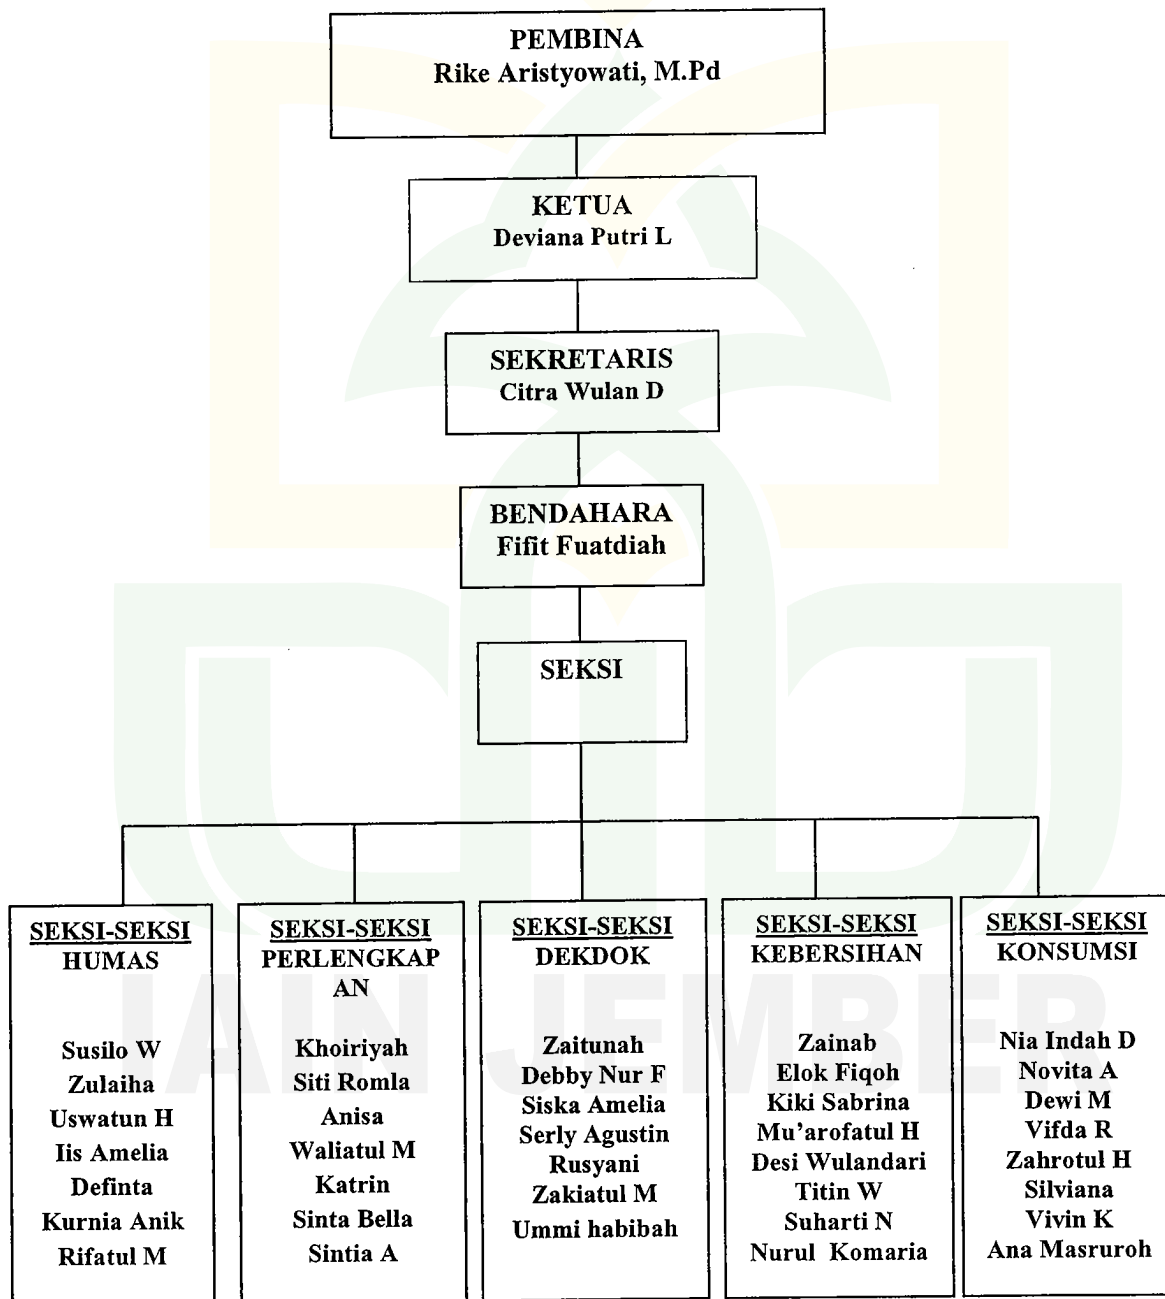 PEMBINA
Rike Aristyowati, M.Pd
KETUA
Deviana Putri L
SEKRETARIS
Citra Wulan D
BENDAHARA
Fifit Fuatdiah
SEKSI
SEKSI-SEKSI
HUMAS
Susilo W
Zulaiha
Uswatun H
Iis Amelia
Definta
Kurnia Anik
Rifatul M
SEKSI-SEKSI
PERLENGKAP
AN
Khoiriyah
Siti Romla
Anisa
Waliatul M
Katrin
Sinta Bella
Sintia A
SEKSI-SEKSI
DEKDOK
Zaitunah
Debby Nur F
Siska Amelia
Serly Agustin
Rusyani
Zakiatul M
Ummi habibah
SEKSI-SEKSI
KEBERSIHAN
Zainab
Elok Fiqoh
Kiki Sabrina
Mu'arofatul H
Desi Wulandari
Titin W
Suharti N
Nurul Komaria
SEKSI-SEKSI
KONSUMSI
Nia Indah D
Novita A
Dewi M
Vifda R
Zahrotul H
Silviana
Vivin K
Ana Masruroh
IAIN JEMBER